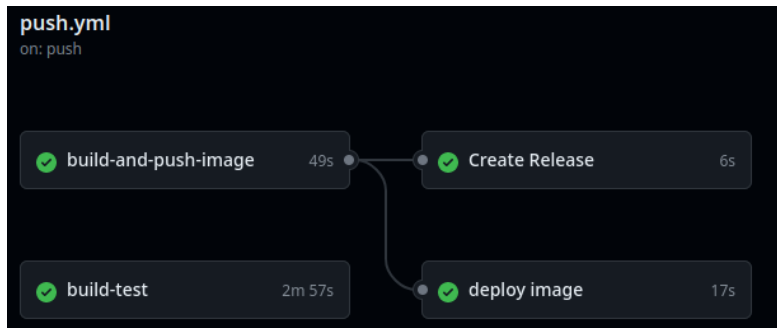 push.yml
on: push
build-and-push-image 49s
Create Release 6s
build-test 2m 57s
deploy image 17s